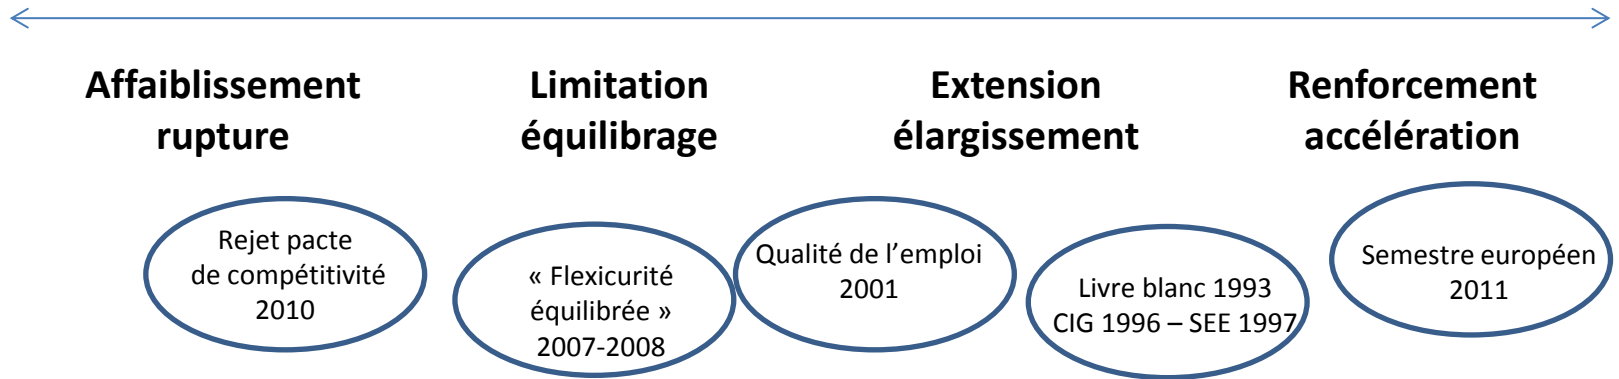 Affaiblissement
rupture
Limitation
équilibrage
Extension
élargissement
Renforcement
accélération
Rejet pacte
de compétitivité
2010
« Flexicurité
équilibrée »
2007-2008
Qualité de l'emploi
2001
Livre blanc 1993
CIG 1996 – SEE 1997
Semestre européen
2011